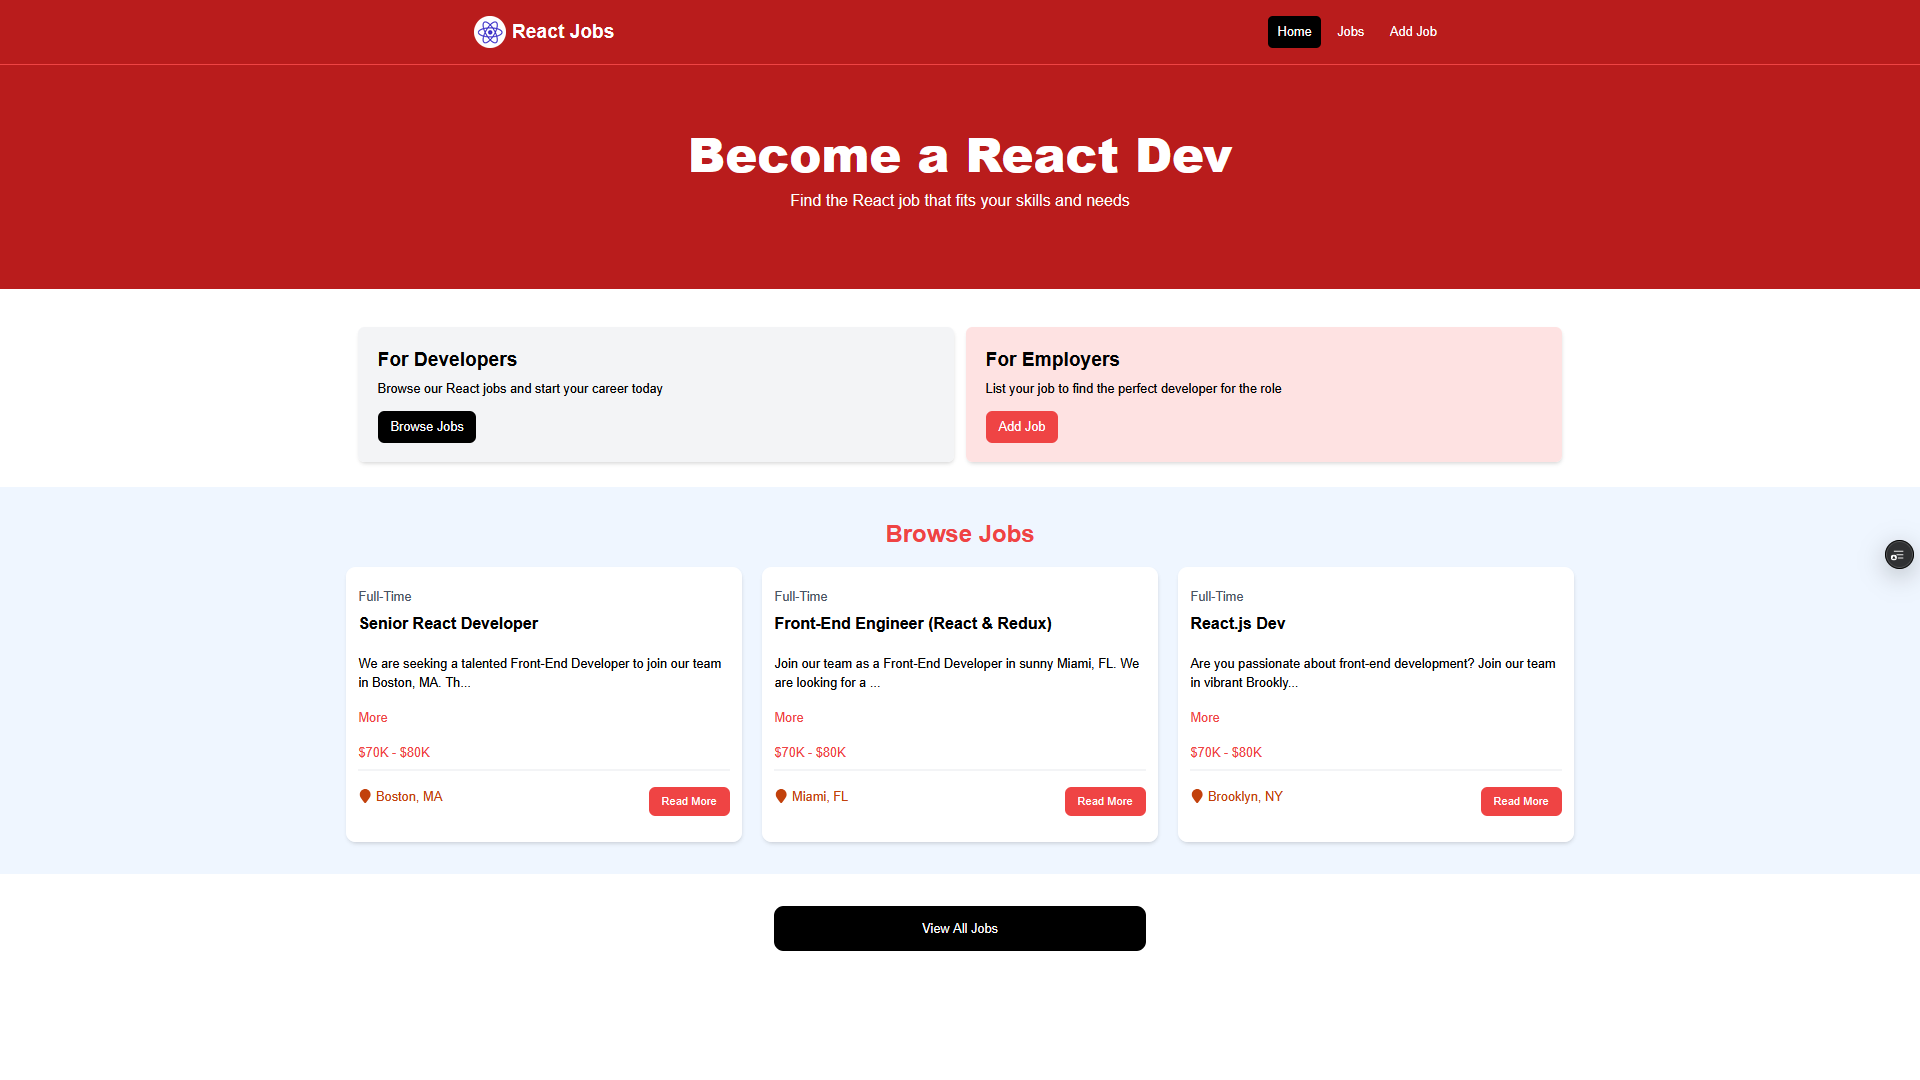 React Jobs
Home
Jobs
Add Job
Become a React Dev
Find the React job that fits your skills and needs
For Developers
Browse our React jobs and start your career today
Browse Jobs
For Employers
List your job to find the perfect developer for the role
Add Job
Browse Jobs
Full-Time
Senior React Developer
We are seeking a talented Front-End Developer to join our team
in Boston, MA. Th...
More
$70K - $80K
Boston, MA
Read More
Full-Time
Front-End Engineer (React & Redux)
Join our team as a Front-End Developer in sunny Miami, FL. We
are looking for a ...
More
$70K - $80K
Miami, FL
Read More
Full-Time
React.js Dev
Are you passionate about front-end development? Join our team
in vibrant Brookly...
More
$70K - $80K
Brooklyn, NY
Read More
View All Jobs